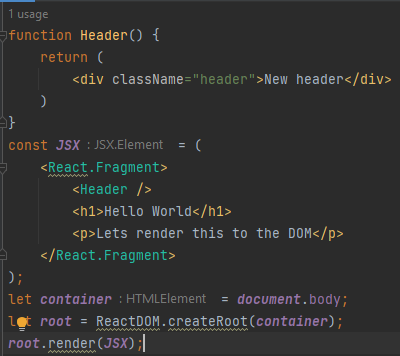 1 usage
function Header() {
    return (
        <div className="header">New header</div>
    )
}
const JSX : JSX.Element  = (
    <React.Fragment>
        <Header />
        <h1>Hello World</h1>
        <p>Lets render this to the DOM</p>
    </React.Fragment>
);
let container : HTMLElement  = document.body;
let root = ReactDOM.createRoot(container);
root.render(JSX);